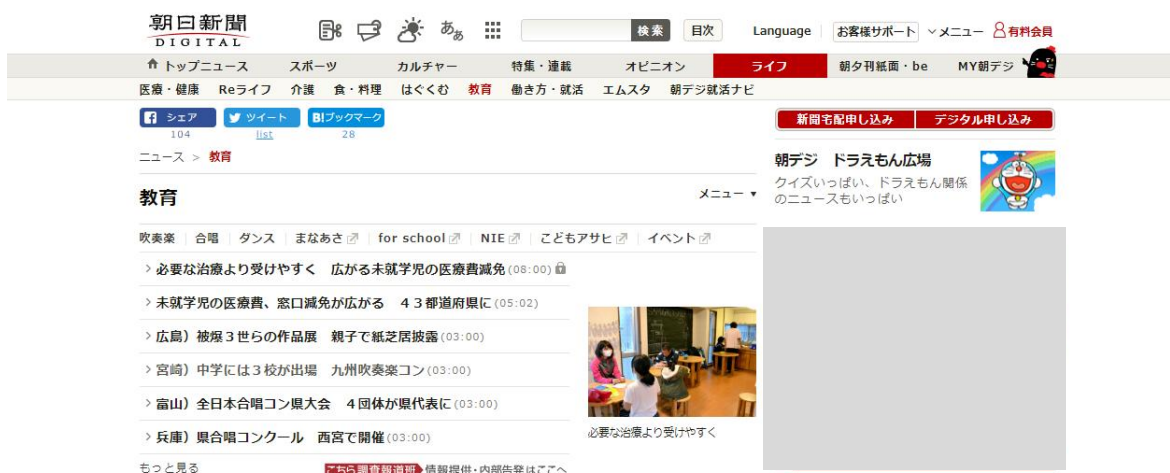 朝日新聞
DIGITAL
あぁ
検索
目次
Language
お客様サポート
メニュー
有料会員
トップニュース スポーツ カルチャー 特集・連載 オピニオン ライフ 朝夕刊紙面・be MY朝デジ
医療・健康 Reライフ 介護 食・料理 はぐくむ 教育 働き方・就活 エムスタ 朝デジ就活ナビ
シェア ツイート B!ブックマーク
104 list 28
新聞宅配申し込み デジタル申し込み
ニュース > 教育
朝デジ ドラえもん広場
クイズいっぱい、ドラえもん関係
のニュースもいっぱい
教育
メニュー ▼
吹奏楽 合唱 ダンス まなあさ for school NIE こどもアサヒ イベント
必要な治療より受けやすく 広がる未就学児の医療費減免(08:00)
未就学児の医療費、窓口減免が広がる 43都道府県に(05:02)
広島)被爆3世らの作品展 親子で紙芝居披露(03:00)
宮崎)中学には3校が出場 九州吹奏楽コン(03:00)
富山)全日本合唱コン県大会 4団体が県代表に(03:00)
兵庫)県合唱コンクール 西宮で開催(03:00)
必要な治療より受けやすく
もっと見る
こちら調査報道班 情報提供・内部告発はここへ